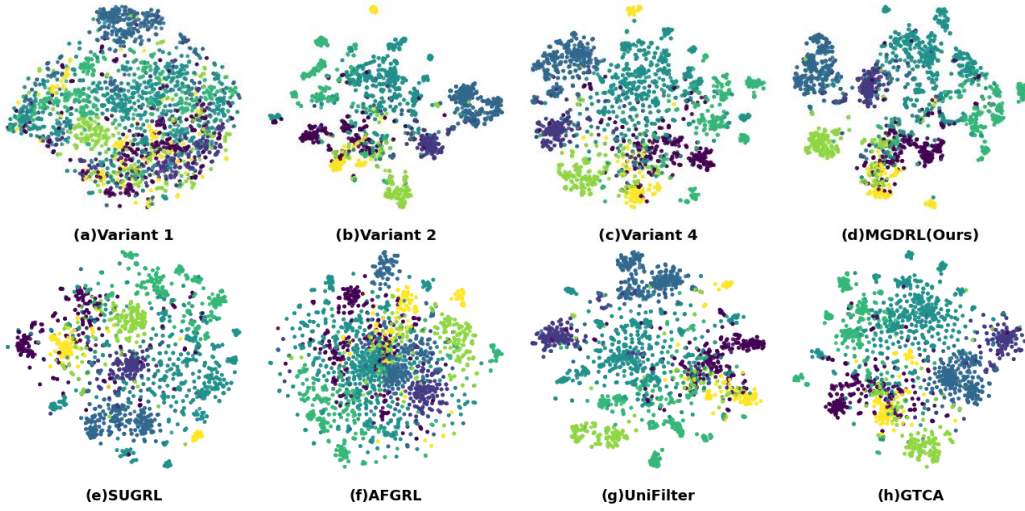 (a)Variant 1
(b)Variant 2
(c)Variant 4
(d)MGDRL(Ours)
(e)SUGRL
(f)AFGRL
(g)UniFilter
(h)GTCA